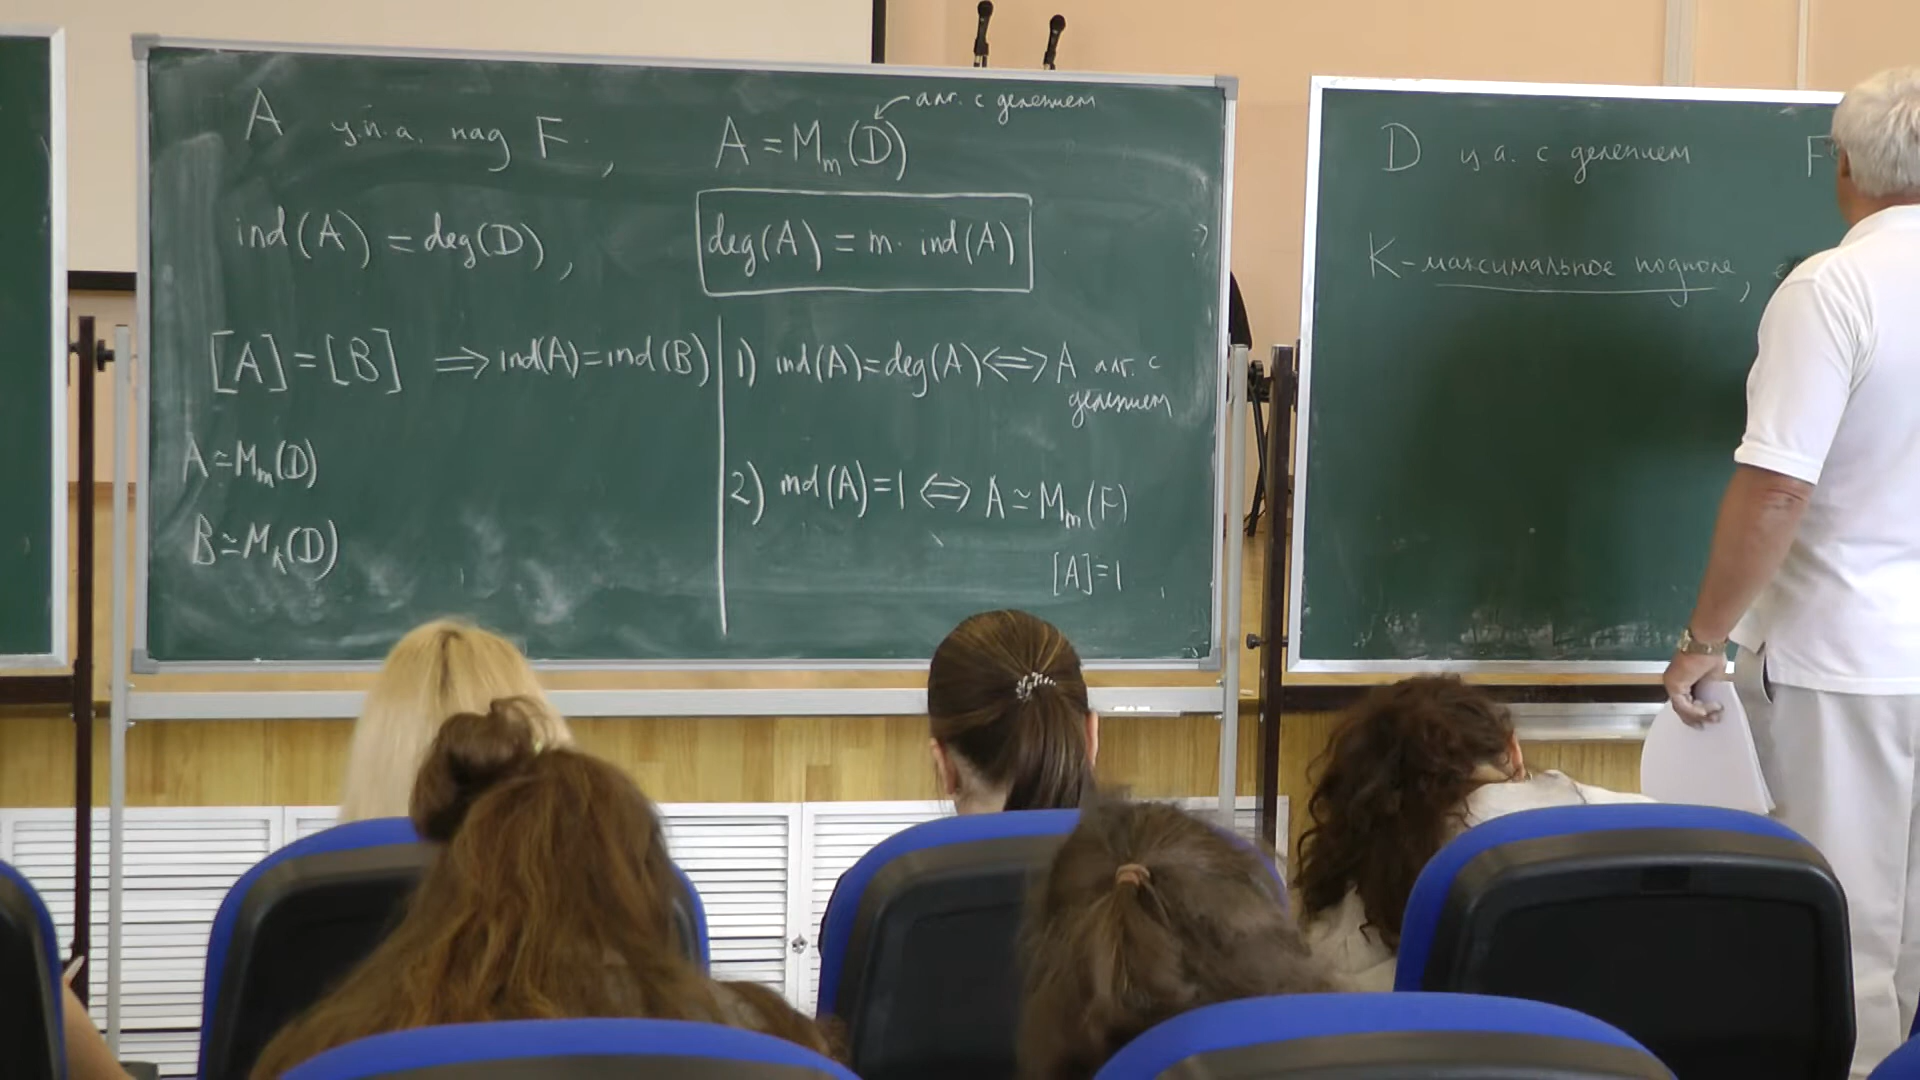 A ц.п.а. над F, A = M_m(D) алг. с делением
ind(A) = deg(D), deg(A) = m · ind(A)
[A] = [B] ⟹ ind(A) = ind(B)
A ≃ M_m(D)
B ≃ M_k(D)
1) ind(A) = deg(A) ⟺ A алг. с
делением
2) ind(A) = 1 ⟺ A ≃ M_m(F)
[A] = 1
D ц.а. с делением F
K - максимальное подполе,